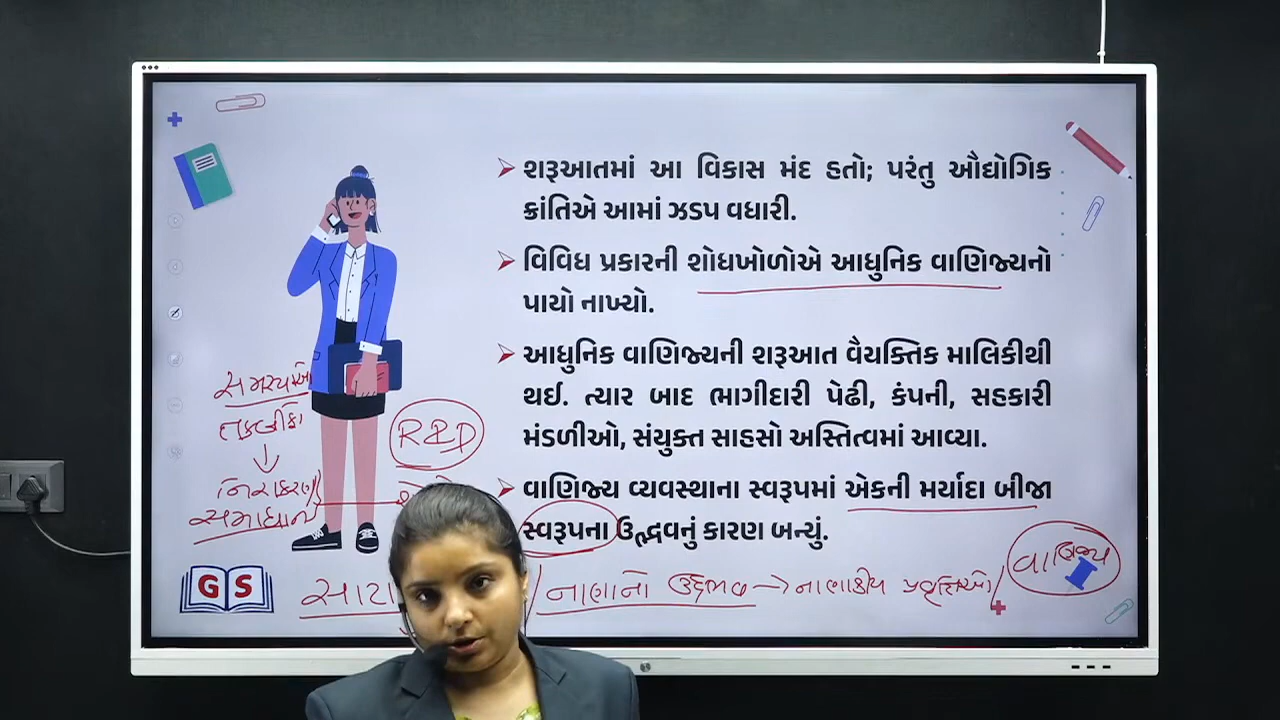 શરૂઆતમાં આ વિકાસ મંદ હતો; પરંતુ ઔદ્યોગિક
ક્રાંતિએ આમાં ઝડપ વધારી.
વિવિધ પ્રકારની શોધખોળોએ આધુનિક વાણિજ્યનો
પાયો નાખ્યો.
આધુનિક વાણિજ્યની શરૂઆત વૈયક્તિક માલિકીથી
થઈ. ત્યાર બાદ ભાગીદારી પેઢી, કંપની, સહકારી
મંડળીઓ, સંયુક્ત સાહસો અસ્તિત્વમાં આવ્યા.
વાણિજ્ય વ્યવસ્થાના સ્વરૂપમાં એકની મર્યાદા બીજા
સ્વરૂપના ઉદ્ભવનું કારણ બન્યું.
સમસ્યાઓ
તકલીફો
R&D
નિરાકરણ/
સમાધાન
GS
/ નાણાનો ઉદ્દભવ → નાણાકીય પ્રવૃત્તિઓ/
વાણિજ્ય